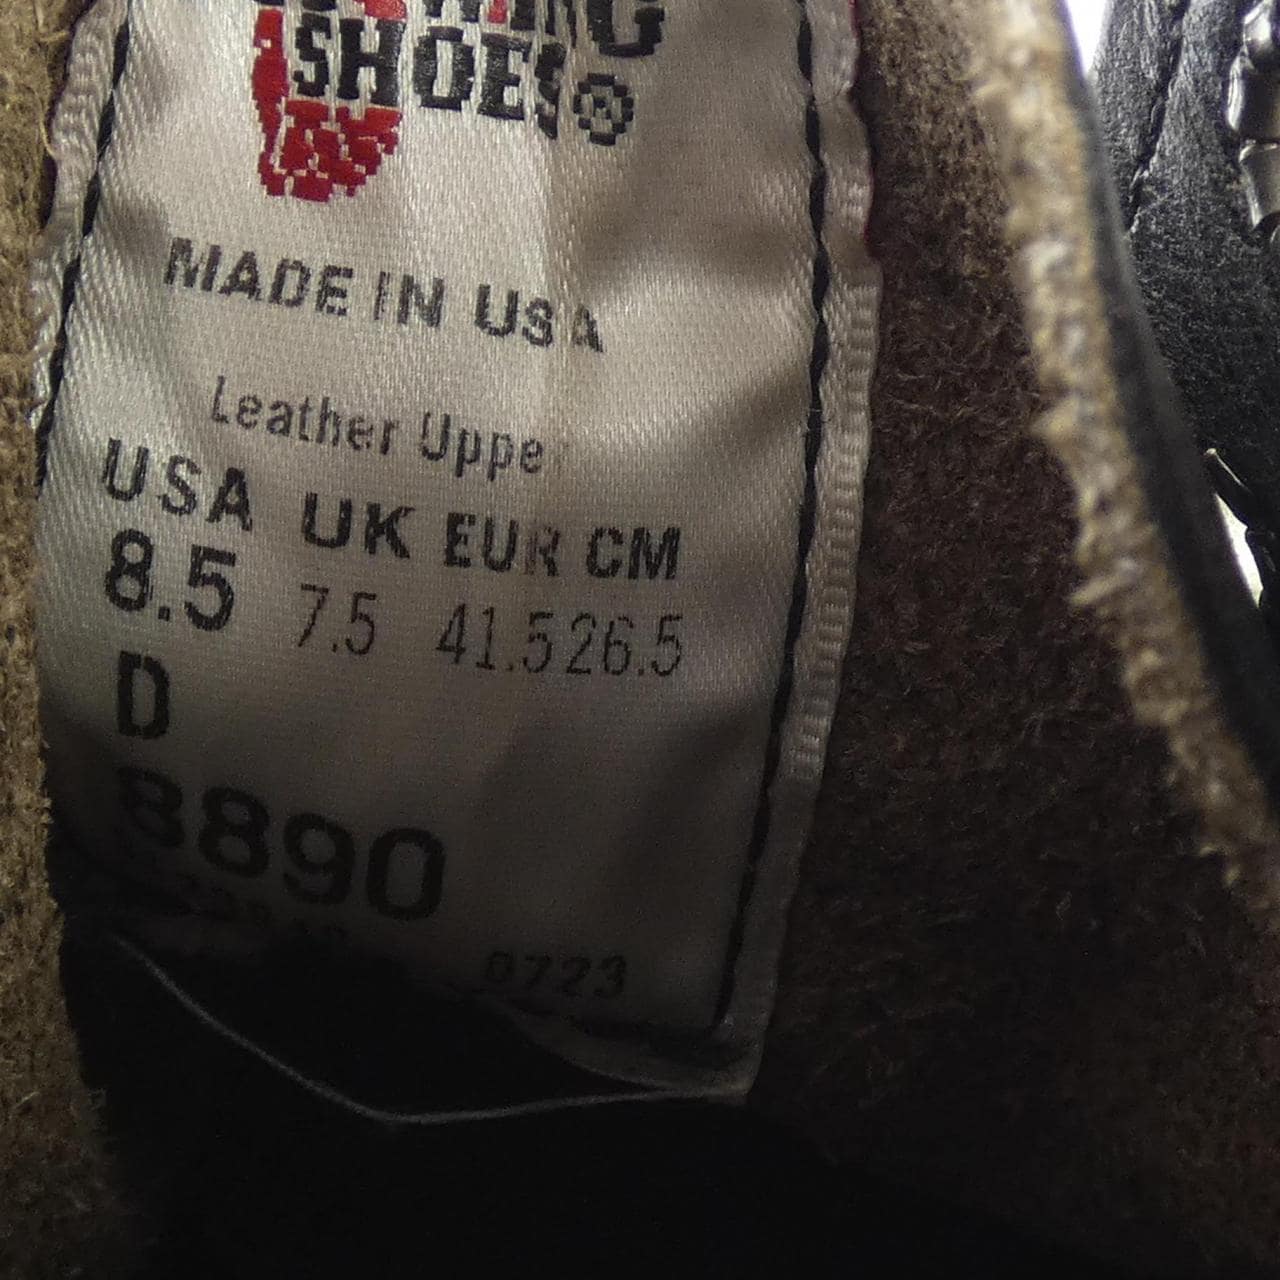 SHOES®
MADE IN USA
Leather Uppe
USA UK EUR CM
8.5 7.5 41.5 26.5
D
8890
0723